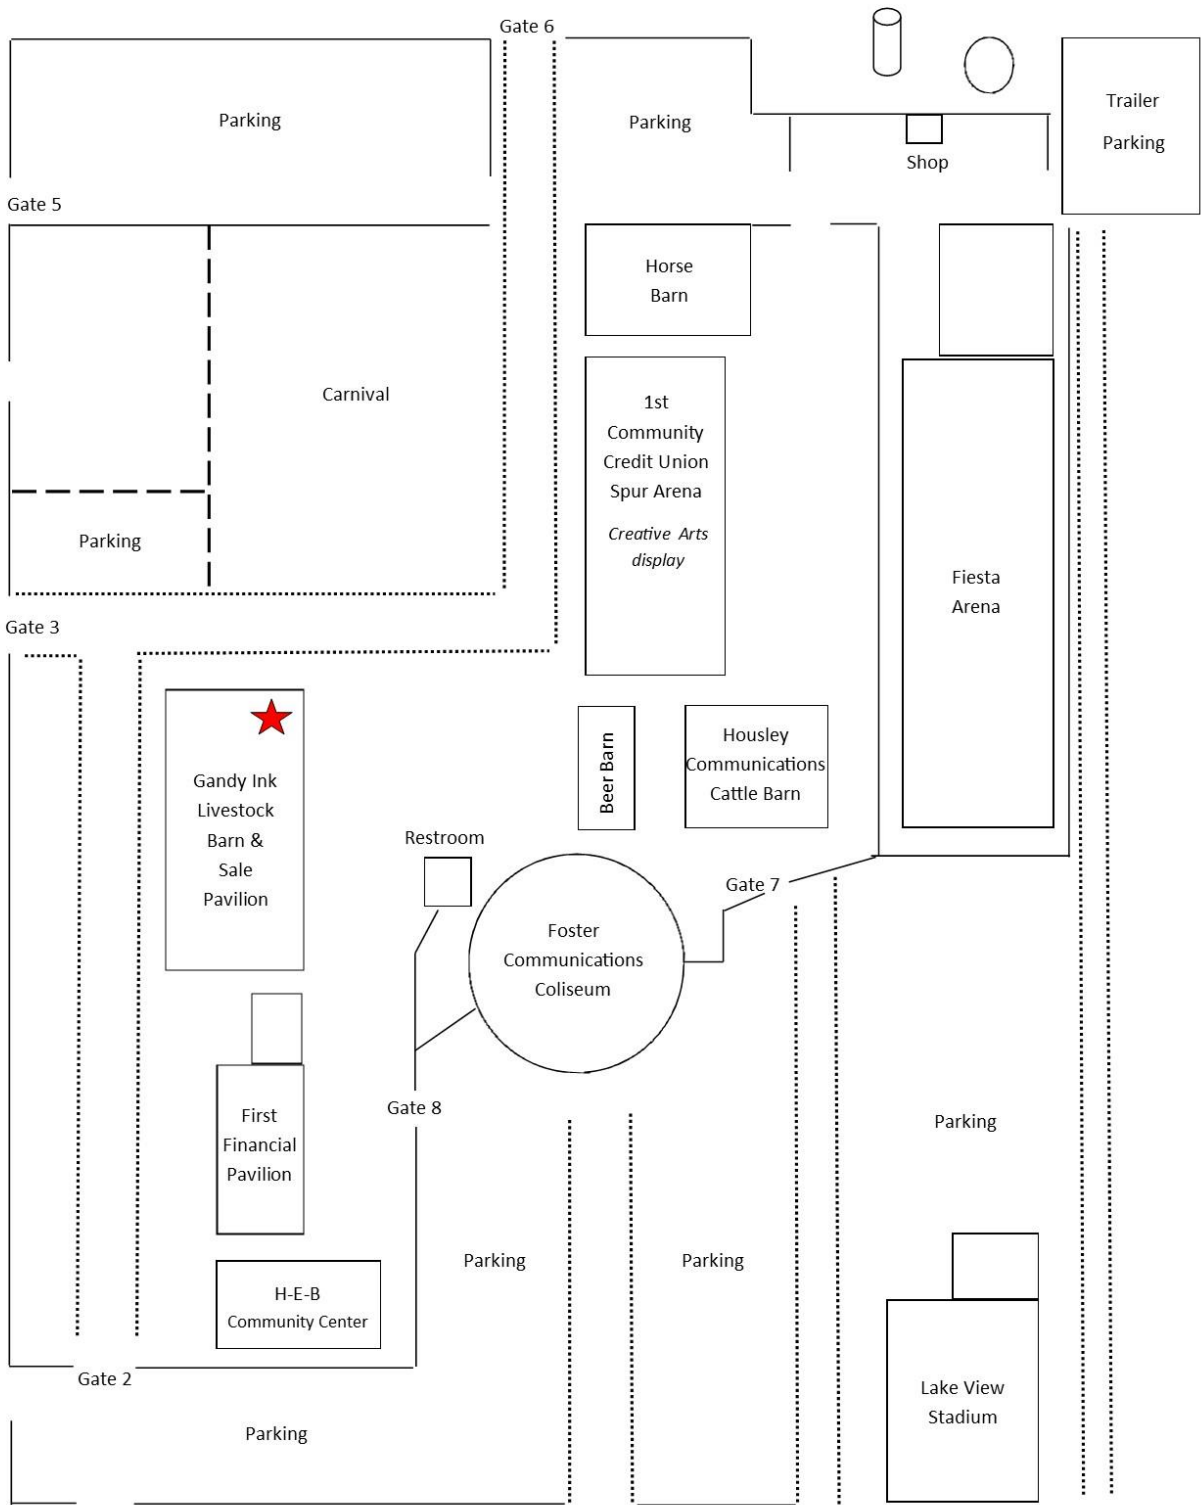 Gate 6
Parking
Parking
Trailer
Parking
Shop
Gate 5
Horse
Barn
Carnival
1st
Community
Credit Union
Spur Arena
Creative Arts
display
Parking
Fiesta
Arena
Gate 3
Gandy Ink
Livestock
Barn &
Sale
Pavilion
Beer Barn
Housley
Communications
Cattle Barn
Restroom
Gate 7
Foster
Communications
Coliseum
First
Financial
Pavilion
Gate 8
Parking
Parking
Parking
H-E-B
Community Center
Gate 2
Lake View
Stadium
Parking